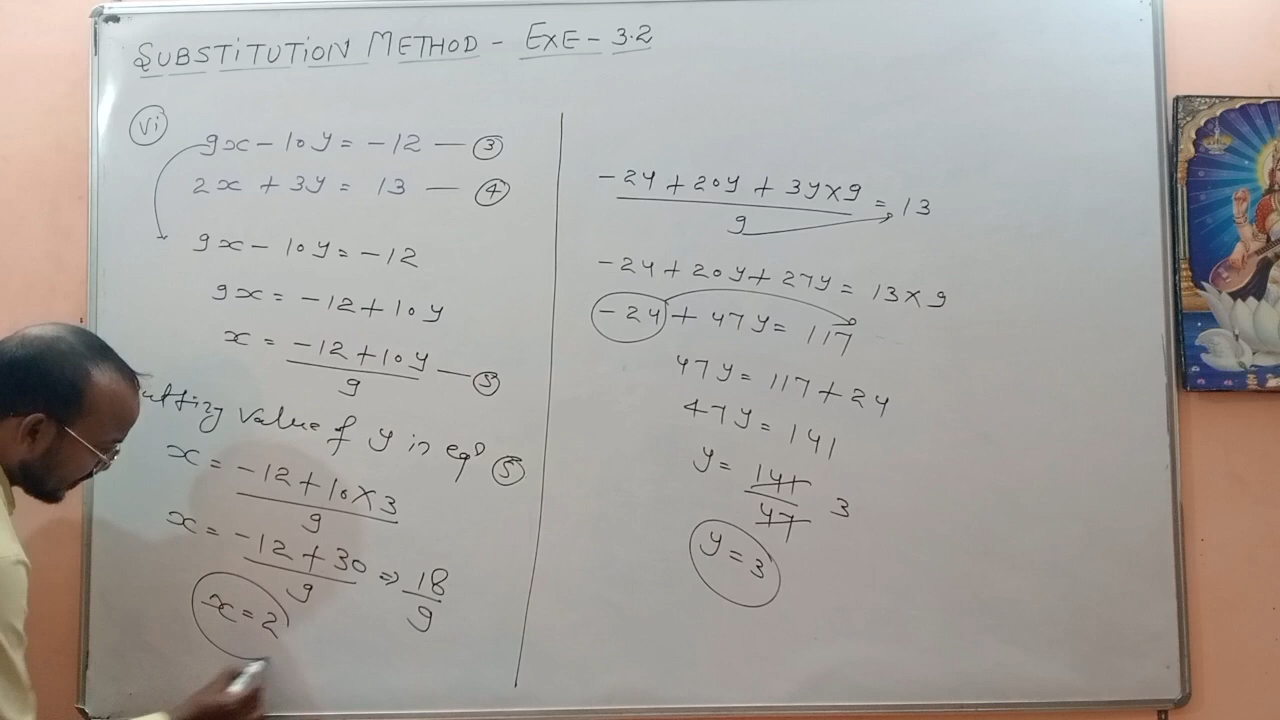 SUBSTITUTION METHOD - EXE - 3.2
(vi)
9x - 10y = -12 — (3)
2x + 3y = 13 — (4)
9x - 10y = -12
9x = -12 + 10y
x = -12 + 10y — (5)
9
utting value of y in eqn (5)
x = -12 + 10 × 3
9
x = -12 + 30 ⇒ 18
9 9
x = 2
-24 + 20y + 3y × 9 = 13
9
-24 + 20y + 27y = 13 × 9
-24 + 47y = 117
47y = 117 + 24
47y = 141
y = 141 3
47
y = 3